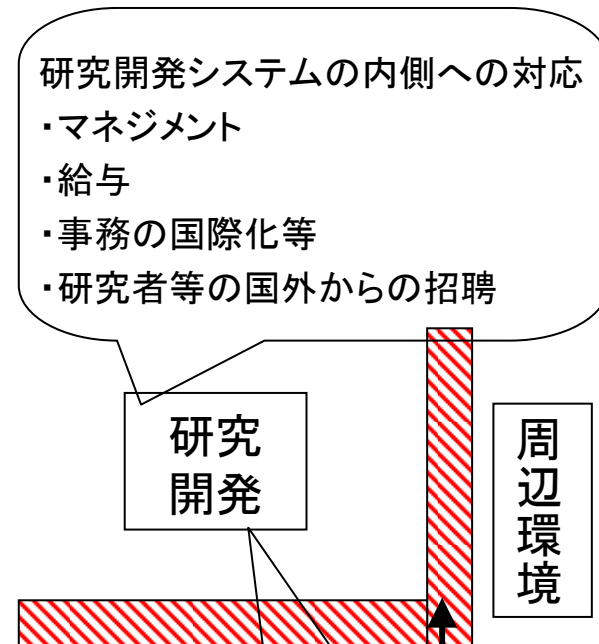 研究開発システムの内側への対応
・マネジメント
・給与
・事務の国際化等
・研究者等の国外からの招聘
研究
開発
周辺環境